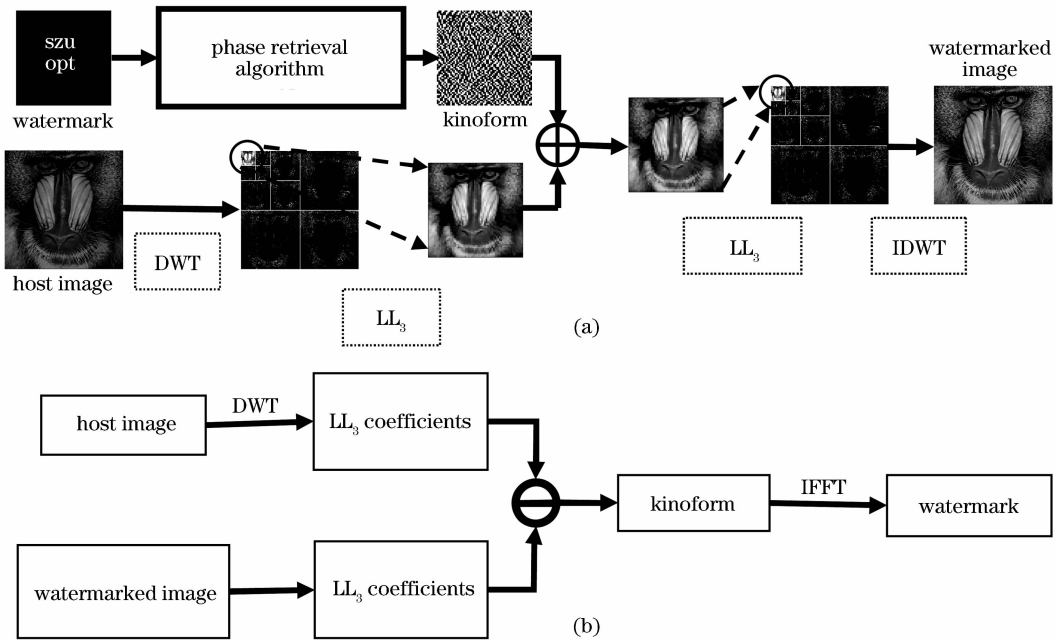 szu
opt
watermark
phase retrieval
algorithm
kinoform
watermarked
image
host image
DWT
LL₃
LL₃
IDWT
(a)
host image
DWT
LL₃ coefficients
kinoform
IFFT
watermark
watermarked image
LL₃ coefficients
(b)